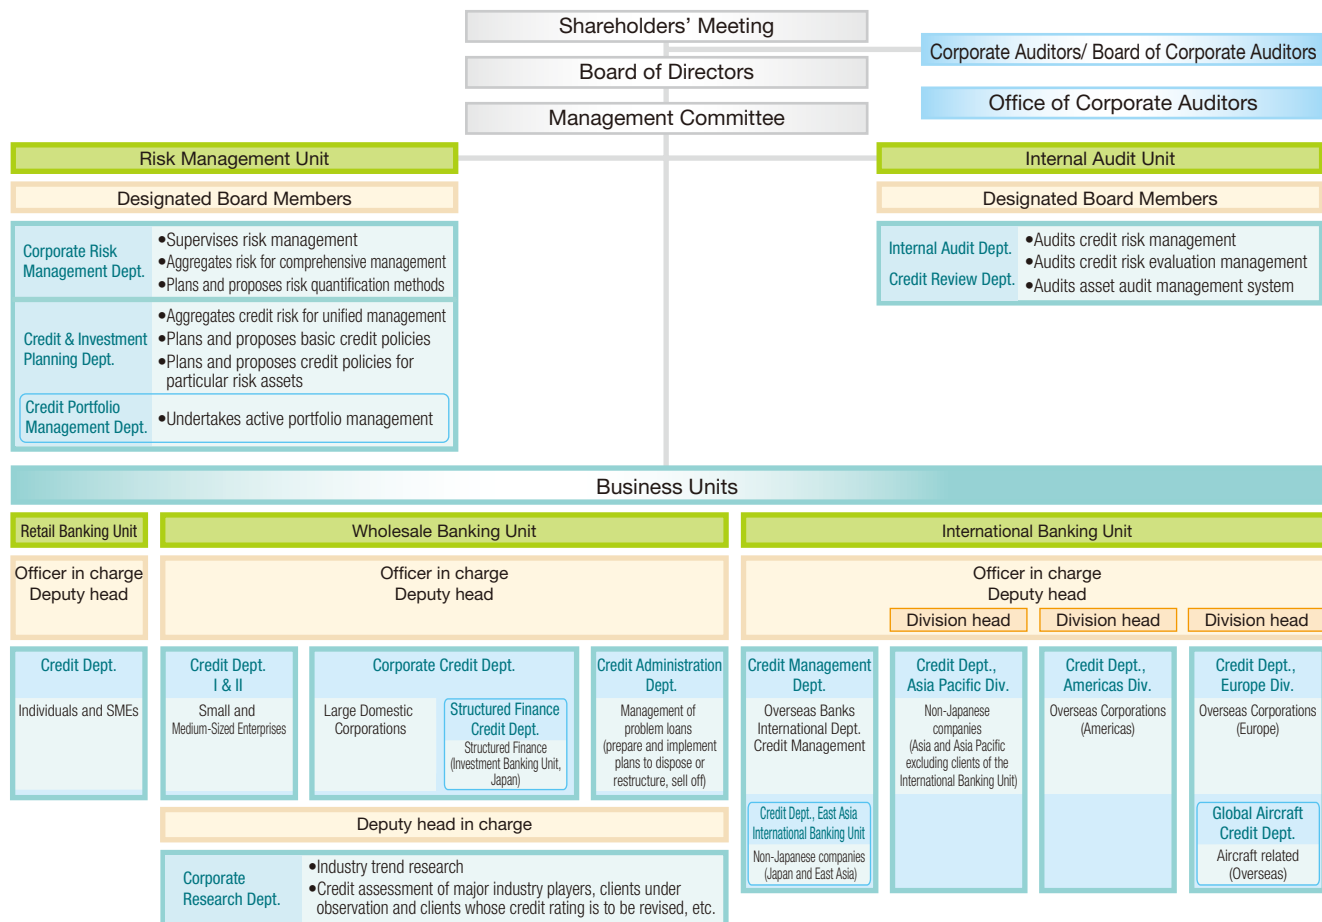 Shareholders' Meeting
Corporate Auditors/ Board of Corporate Auditors
Board of Directors
Office of Corporate Auditors
Management Committee
Risk Management Unit
Designated Board Members
Corporate Risk
Management Dept.
•Supervises risk management
•Aggregates risk for comprehensive management
•Plans and proposes risk quantification methods
Credit & Investment
Planning Dept.
•Aggregates credit risk for unified management
•Plans and proposes basic credit policies
•Plans and proposes credit policies for
particular risk assets
Credit Portfolio
Management Dept.
•Undertakes active portfolio management
Internal Audit Unit
Designated Board Members
Internal Audit Dept.
Credit Review Dept.
•Audits credit risk management
•Audits credit risk evaluation management
•Audits asset audit management system
Business Units
Retail Banking Unit
Officer in charge
Deputy head
Credit Dept.
Individuals and SMEs
Wholesale Banking Unit
Officer in charge
Deputy head
Credit Dept.
I & II
Small and
Medium-Sized Enterprises
Corporate Credit Dept.
Large Domestic
Corporations
Structured Finance
Credit Dept.
Structured Finance
(Investment Banking Unit,
Japan)
Credit Administration
Dept.
Management of
problem loans
(prepare and implement
plans to dispose or
restructure, sell off)
Deputy head in charge
Corporate
Research Dept.
•Industry trend research
•Credit assessment of major industry players, clients under
observation and clients whose credit rating is to be revised, etc.
International Banking Unit
Officer in charge
Deputy head
Division head
Division head
Division head
Credit Management
Dept.
Overseas Banks
International Dept.
Credit Management
Credit Dept., East Asia
International Banking Unit
Non-Japanese companies
(Japan and East Asia)
Credit Dept.,
Asia Pacific Div.
Non-Japanese
companies
(Asia and Asia Pacific
excluding clients of the
International Banking Unit)
Credit Dept.,
Americas Div.
Overseas Corporations
(Americas)
Credit Dept.,
Europe Div.
Overseas Corporations
(Europe)
Global Aircraft
Credit Dept.
Aircraft related
(Overseas)